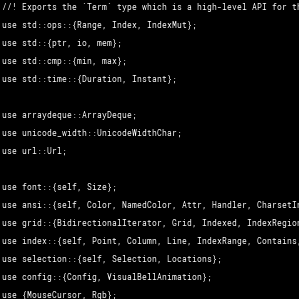 //! Exports the `Term` type which is a high-level API for
use std::ops::{Range, Index, IndexMut};
use std::{ptr, io, mem};
use std::cmp::{min, max};
use std::time::{Duration, Instant};
use arraydeque::ArrayDeque;
use unicode_width::UnicodeWidthChar;
use url::Url;
use font::{self, Size};
use ansi::{self, Color, NamedColor, Attr, Handler, CharsetIn
use grid::{BidirectionalIterator, Grid, Indexed, IndexRegion
use index::{self, Point, Column, Line, IndexRange, Contains,
use selection::{self, Selection, Locations};
use config::{Config, VisualBellAnimation};
use {MouseCursor, Rgb};